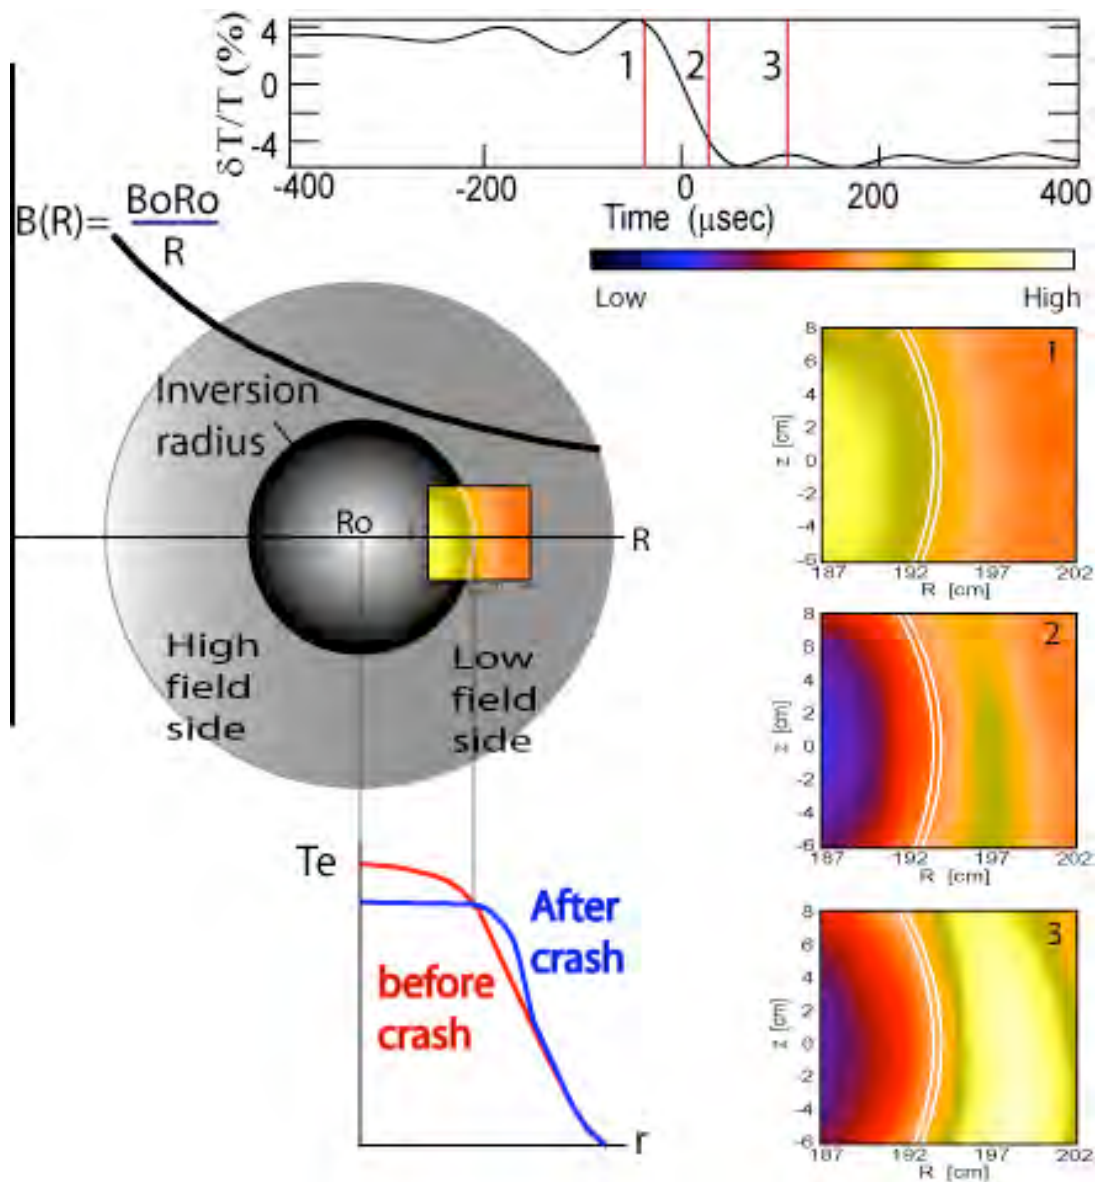 δT/T (%)
4
0
-4
1
2
3
-400
-200
0
200
400
Time (μsec)
B(R)=
BoRo
R
Low
High
Inversion
radius
Ro
R
High
field
side
Low
field
side
1
8
4
2
0
-2
-4
-6
z [cm]
187
192
197
202
R [cm]
2
8
4
2
0
-2
-4
-6
z [cm]
187
192
197
202
R [cm]
3
8
4
2
0
-2
-4
-6
z [cm]
187
192
197
202
R [cm]
Te
After
crash
before
crash
r